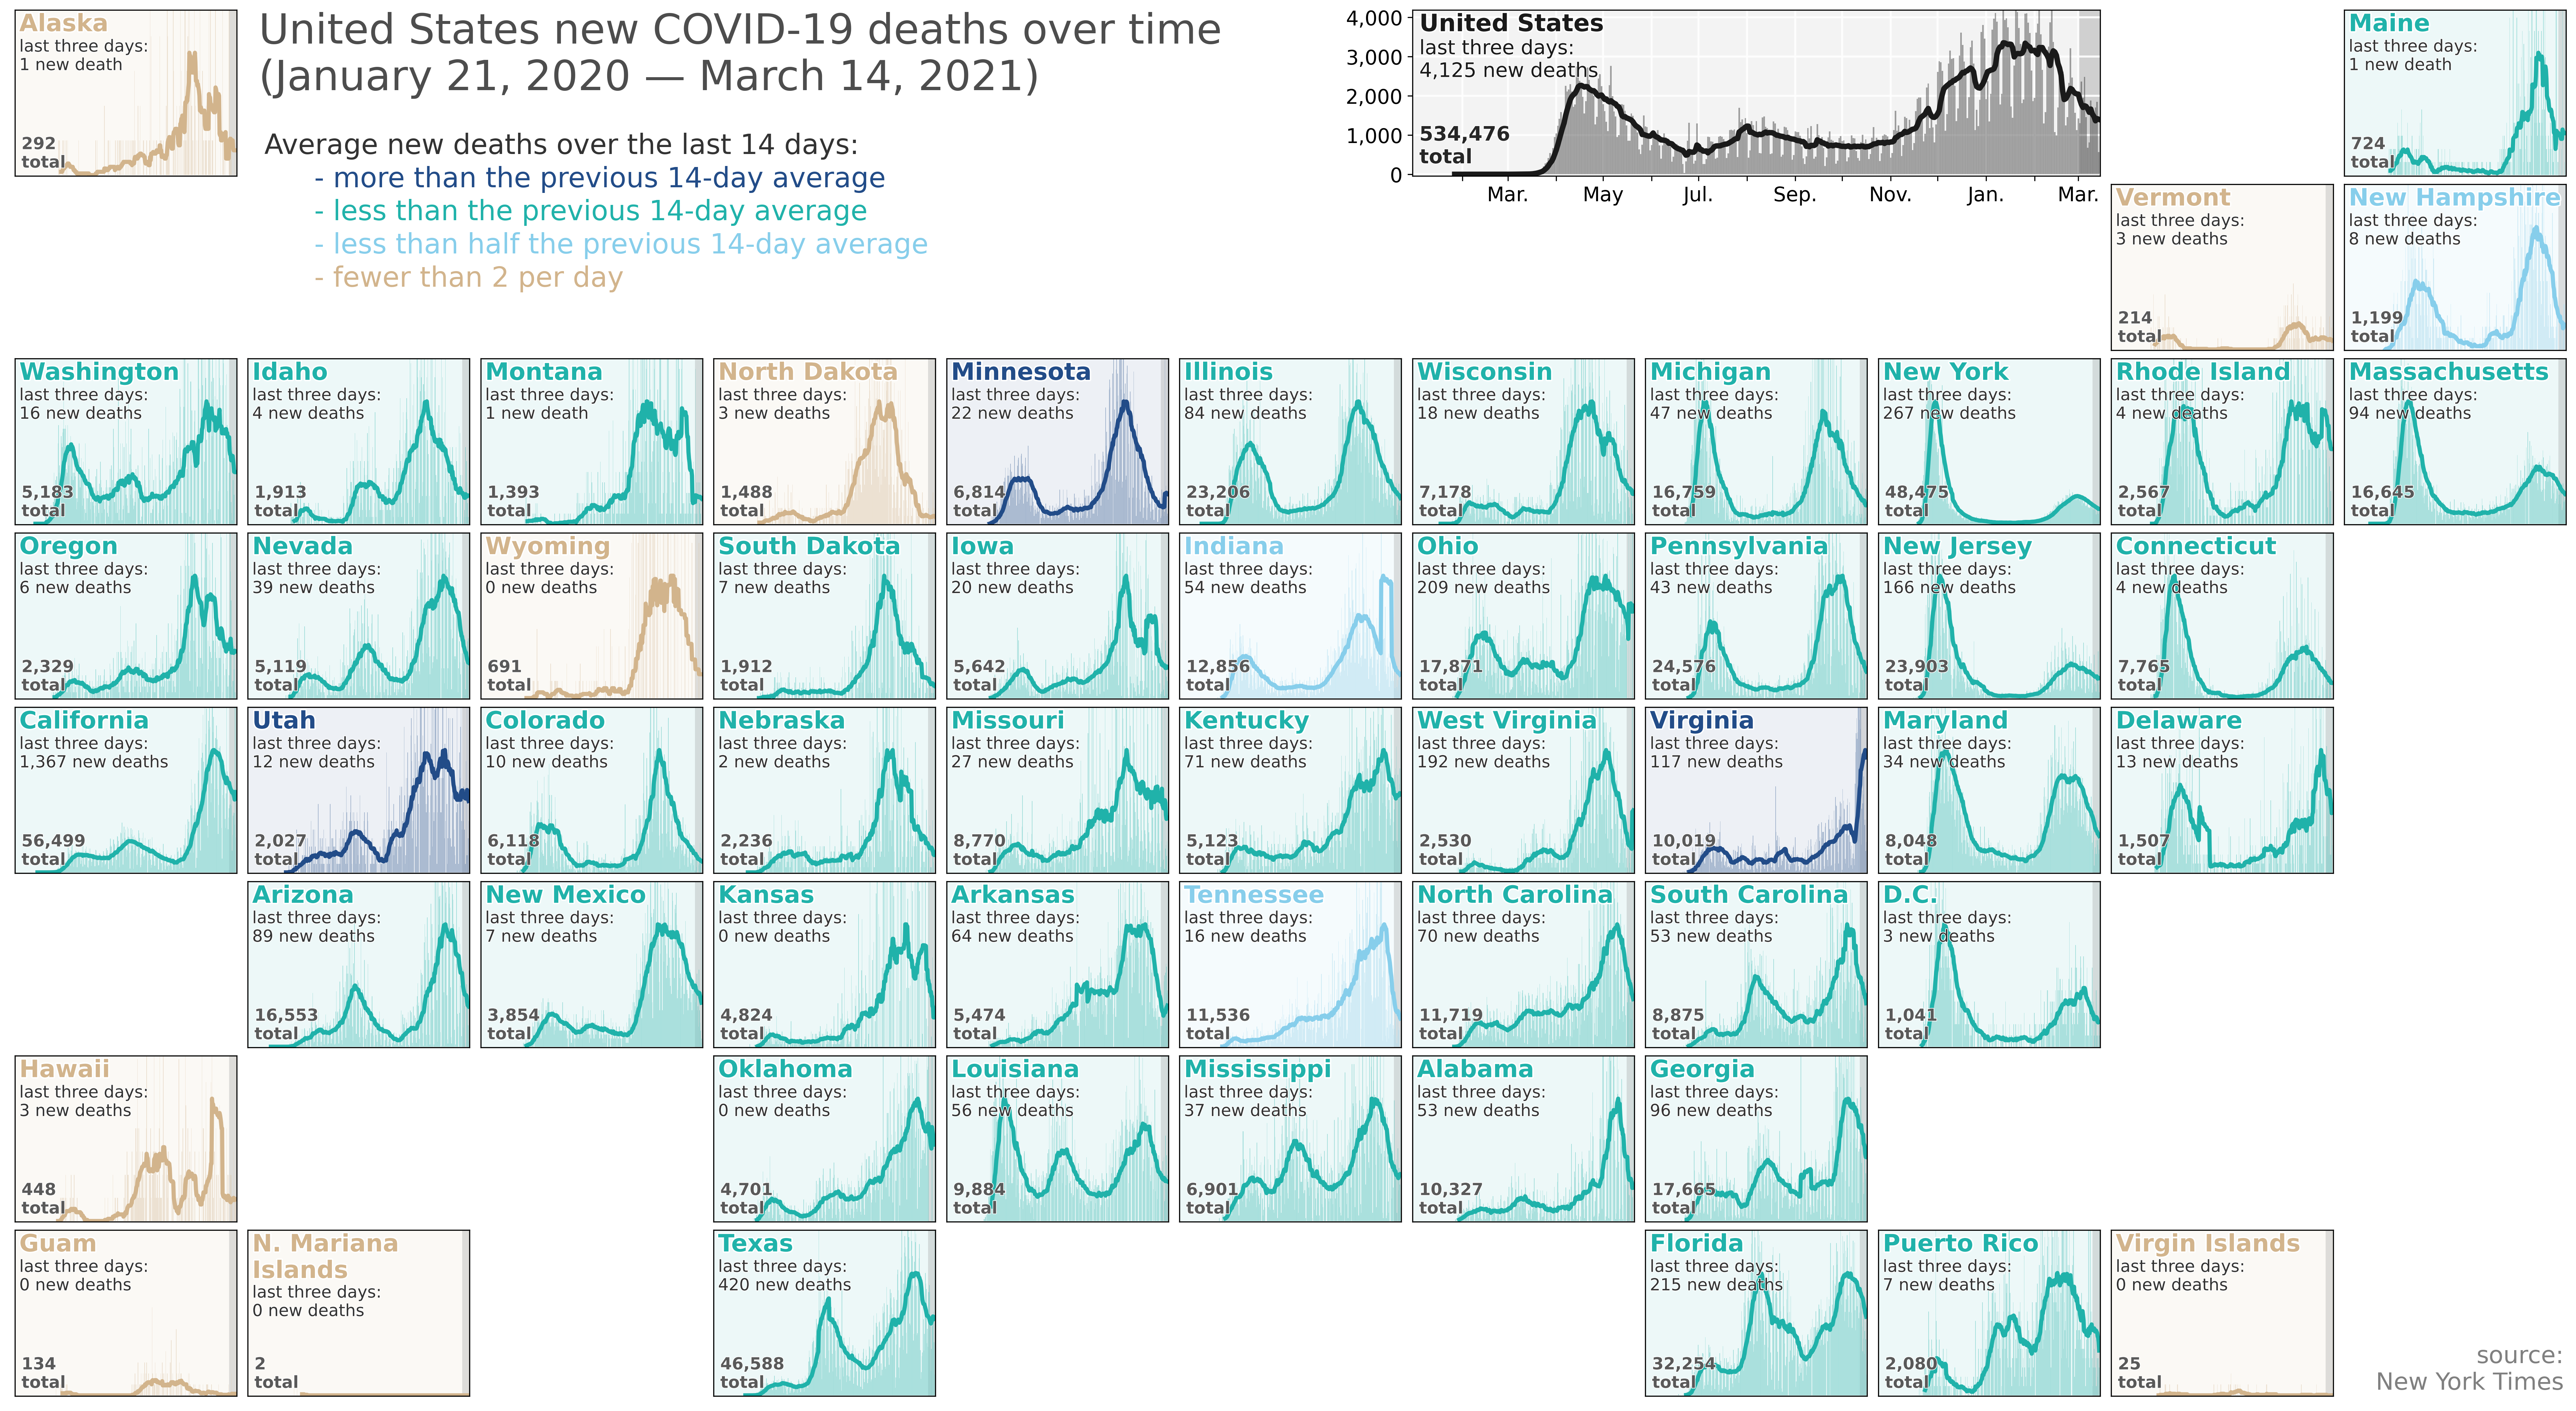 Alaska
last three days:
1 new death
292
total
United States new COVID-19 deaths over time
(January 21, 2020 — March 14, 2021)
Average new deaths over the last 14 days:
- more than the previous 14-day average
- less than the previous 14-day average
- less than half the previous 14-day average
- fewer than 2 per day
4,000
3,000
2,000
1,000
0
United States
last three days:
4,125 new deaths
534,476
total
Mar.
May
Jul.
Sep.
Nov.
Jan.
Mar.
Maine
last three days:
1 new death
724
total
Vermont
last three days:
3 new deaths
214
total
New Hampshire
last three days:
8 new deaths
1,199
total
Washington
last three days:
16 new deaths
5,183
total
Idaho
last three days:
4 new deaths
1,913
total
Montana
last three days:
1 new death
1,393
total
North Dakota
last three days:
3 new deaths
1,488
total
Minnesota
last three days:
22 new deaths
6,814
total
Illinois
last three days:
84 new deaths
23,206
total
Wisconsin
last three days:
18 new deaths
7,178
total
Michigan
last three days:
47 new deaths
16,759
total
New York
last three days:
267 new deaths
48,475
total
Rhode Island
last three days:
4 new deaths
2,567
total
Massachusetts
last three days:
94 new deaths
16,645
total
Oregon
last three days:
6 new deaths
2,329
total
Nevada
last three days:
39 new deaths
5,119
total
Wyoming
last three days:
0 new deaths
691
total
South Dakota
last three days:
7 new deaths
1,912
total
Iowa
last three days:
20 new deaths
5,642
total
Indiana
last three days:
54 new deaths
12,856
total
Ohio
last three days:
209 new deaths
17,871
total
Pennsylvania
last three days:
43 new deaths
24,576
total
New Jersey
last three days:
166 new deaths
23,903
total
Connecticut
last three days:
4 new deaths
7,765
total
California
last three days:
1,367 new deaths
56,499
total
Utah
last three days:
12 new deaths
2,027
total
Colorado
last three days:
10 new deaths
6,118
total
Nebraska
last three days:
2 new deaths
2,236
total
Missouri
last three days:
27 new deaths
8,770
total
Kentucky
last three days:
71 new deaths
5,123
total
West Virginia
last three days:
192 new deaths
2,530
total
Virginia
last three days:
117 new deaths
10,019
total
Maryland
last three days:
34 new deaths
8,048
total
Delaware
last three days:
13 new deaths
1,507
total
Arizona
last three days:
89 new deaths
16,553
total
New Mexico
last three days:
7 new deaths
3,854
total
Kansas
last three days:
0 new deaths
4,824
total
Arkansas
last three days:
64 new deaths
5,474
total
Tennessee
last three days:
16 new deaths
11,536
total
North Carolina
last three days:
70 new deaths
11,719
total
South Carolina
last three days:
53 new deaths
8,875
total
D.C.
last three days:
3 new deaths
1,041
total
Hawaii
last three days:
3 new deaths
448
total
Oklahoma
last three days:
0 new deaths
4,701
total
Louisiana
last three days:
56 new deaths
9,884
total
Mississippi
last three days:
37 new deaths
6,901
total
Alabama
last three days:
53 new deaths
10,327
total
Georgia
last three days:
96 new deaths
17,665
total
Guam
last three days:
0 new deaths
134
total
N. Mariana
Islands
last three days:
0 new deaths
2
total
Texas
last three days:
420 new deaths
46,588
total
Florida
last three days:
215 new deaths
32,254
total
Puerto Rico
last three days:
7 new deaths
2,080
total
Virgin Islands
last three days:
0 new deaths
25
total
source:
New York Times